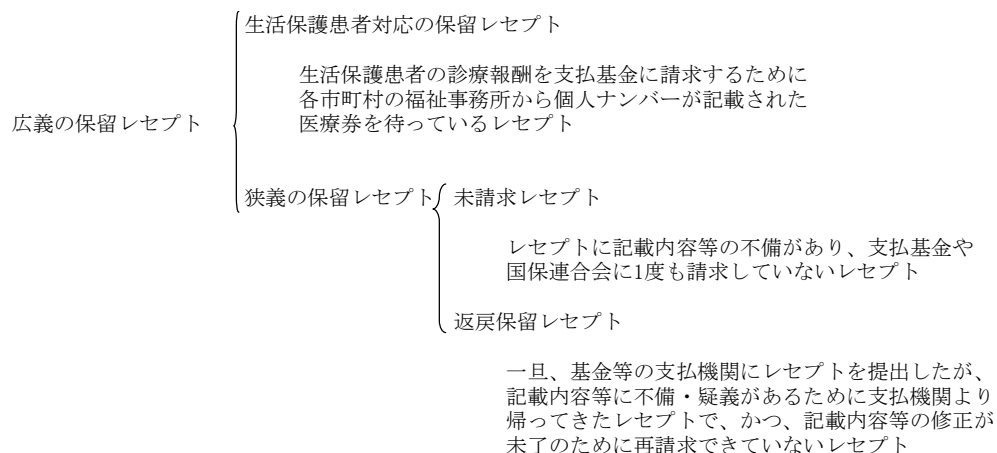 生活保護患者対応の保留レセプト
生活保護患者の診療報酬を支払基金に請求するために
各市町村の福祉事務所から個人ナンバーが記載された
医療券を待っているレセプト
広義の保留レセプト
狭義の保留レセプト
未請求レセプト
レセプトに記載内容等の不備があり、支払基金や
国保連合会に1度も請求していないレセプト
返戻保留レセプト
一旦、基金等の支払機関にレセプトを提出したが、
記載内容等に不備・疑義があるために支払機関より
帰ってきたレセプトで、かつ、記載内容等の修正が
未了のために再請求できていないレセプト